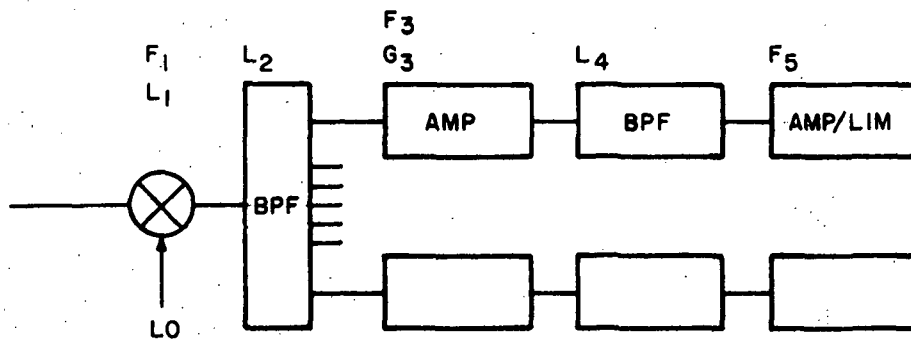 F3
F1 L2 G3 L4 F5
L1
AMP BPF AMP/LIM
BPF
LO